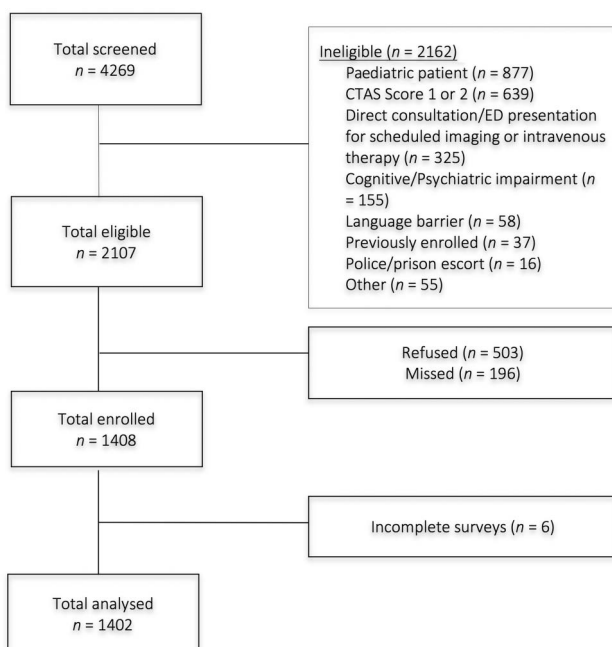 Total screened
n = 4269
Ineligible (n = 2162)
Paediatric patient (n = 877)
CTAS Score 1 or 2 (n = 639)
Direct consultation/ED presentation
for scheduled imaging or intravenous
therapy (n = 325)
Cognitive/Psychiatric impairment (n
= 155)
Language barrier (n = 58)
Previously enrolled (n = 37)
Police/prison escort (n = 16)
Other (n = 55)
Total eligible
n = 2107
Refused (n = 503)
Missed (n = 196)
Total enrolled
n = 1408
Incomplete surveys (n = 6)
Total analysed
n = 1402